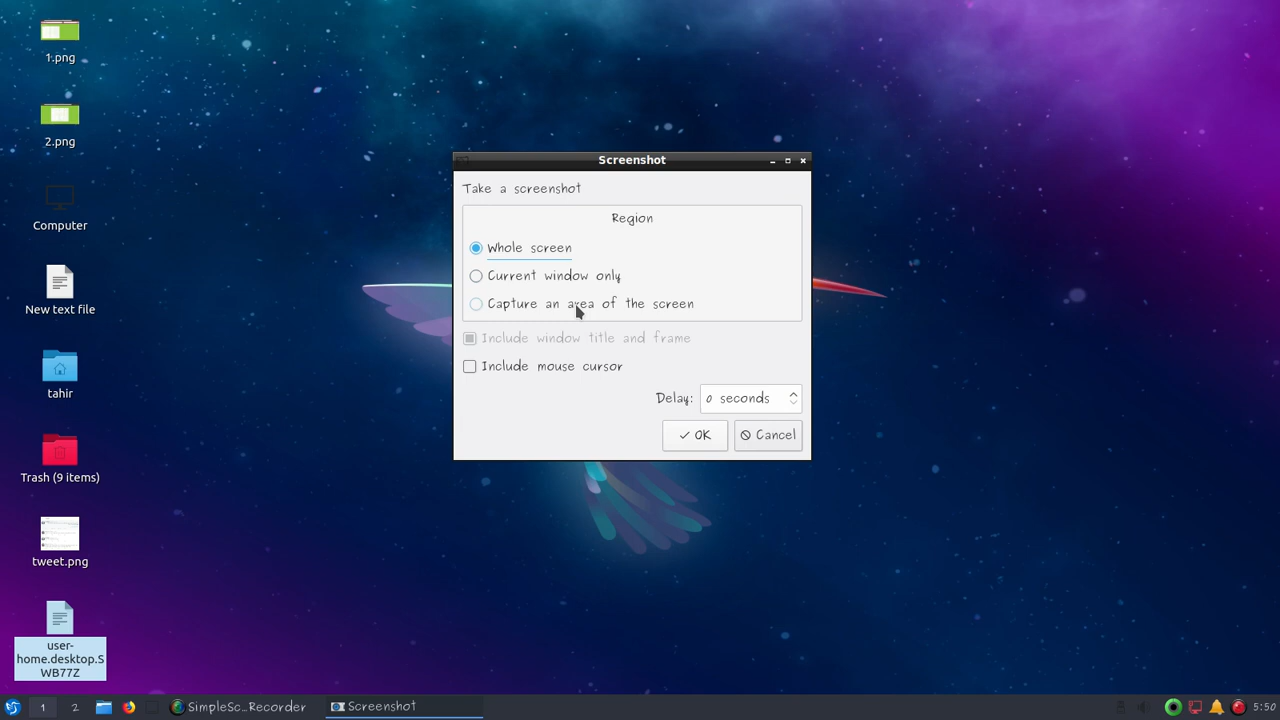 1.png
2.png
Computer
New text file
tahir
Trash (9 items)
tweet.png
user-
home.desktop.S
WB77Z
Screenshot
Take a screenshot
Region
Whole screen
Current window only
Capture an area of the screen
Include window title and frame
Include mouse cursor
Delay: 0 seconds
OK Cancel
1 2 SimpleSc...Recorder Screenshot 5:50